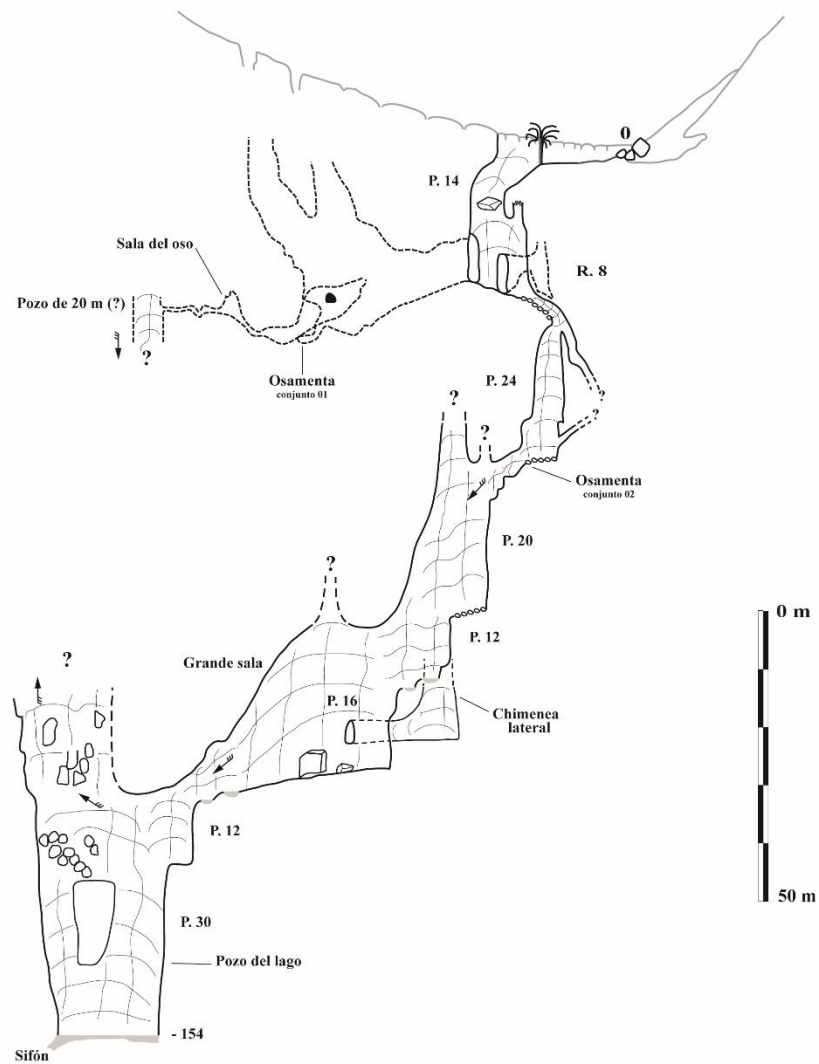 0
P. 14
Sala del oso
R. 8
Pozo de 20 m (?)
?
Osamenta
conjunto 01
P. 24
?
?
?
?
Osamenta
conjunto 02
P. 20
?
0 m
P. 12
?
Grande sala
P. 16
Chimenea
lateral
P. 12
50 m
P. 30
Pozo del lago
- 154
Sifón